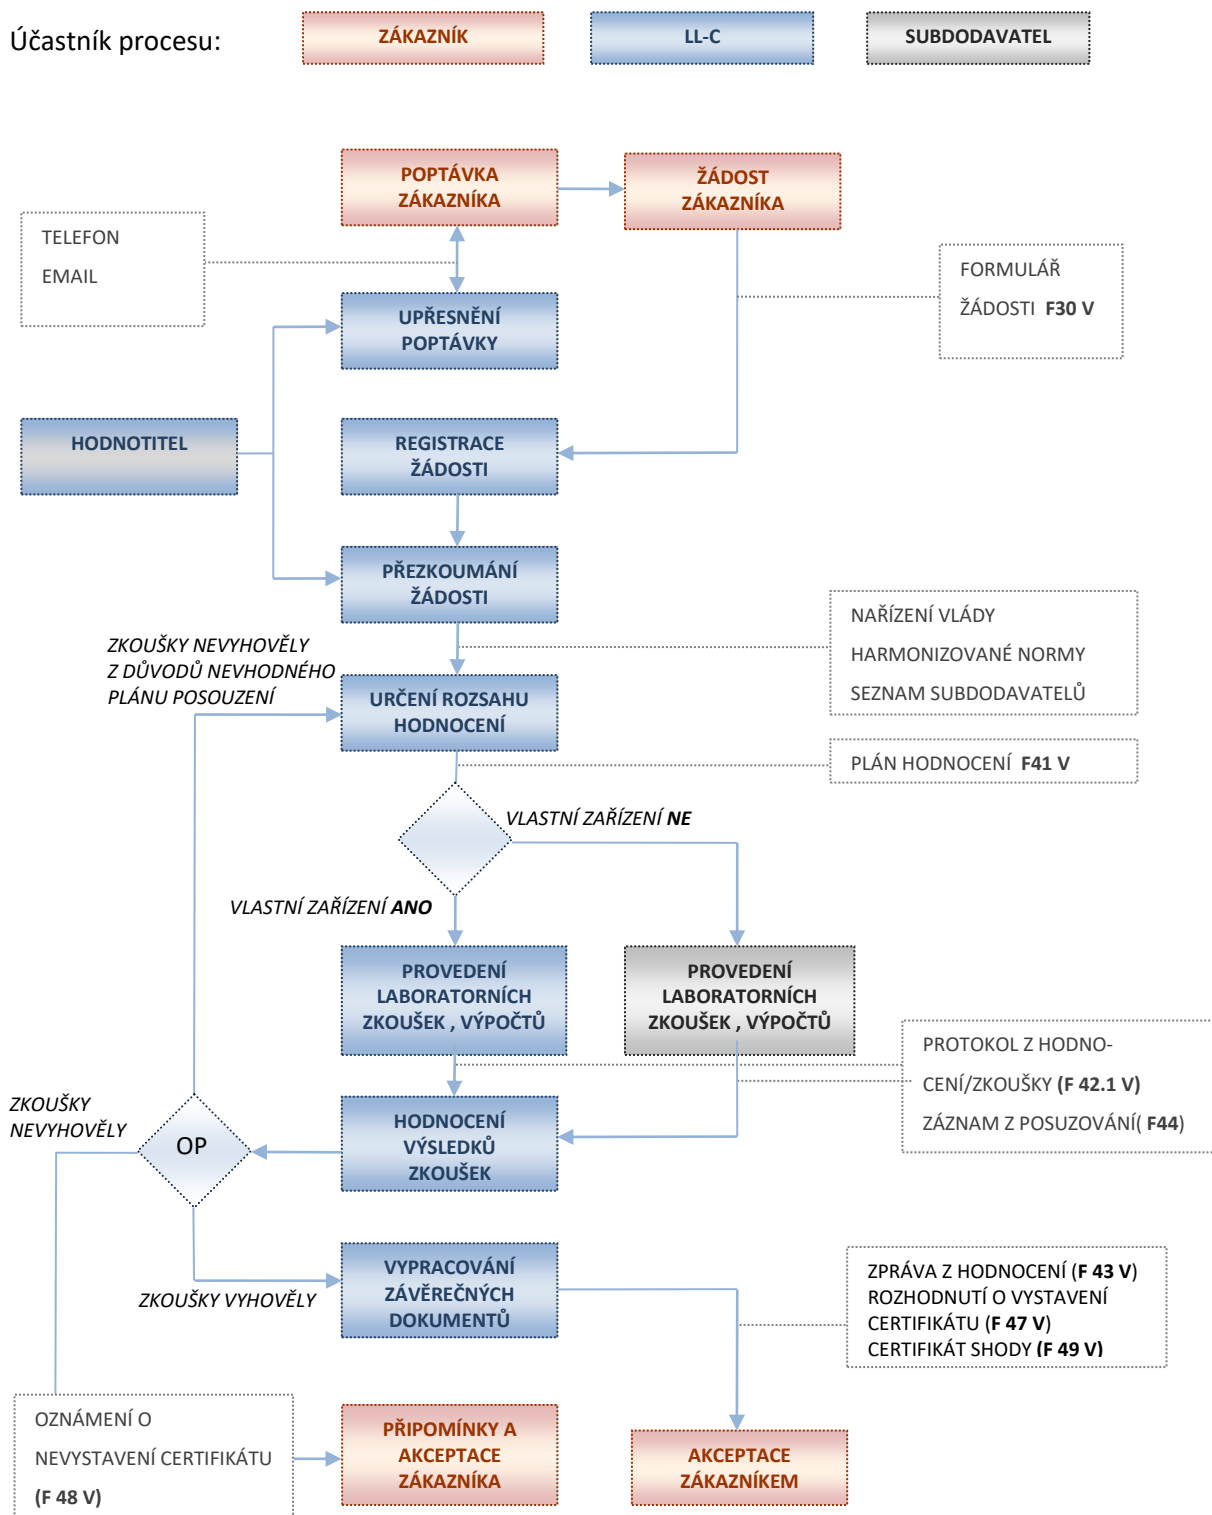 Účastník procesu:
ZÁKAZNÍK
LL-C
SUBDODAVATEL
POPTÁVKA
ZÁKAZNÍKA
ŽÁDOST
ZÁKAZNÍKA
TELEFON
EMAIL
FORMULÁŘ
ŽÁDOSTI F30 V
UPŘESNĚNÍ
POPTÁVKY
HODNOTITEL
REGISTRACE
ŽÁDOSTI
PŘEZKOUMÁNÍ
ŽÁDOSTI
NAŘÍZENÍ VLÁDY
HARMONIZOVANÉ NORMY
SEZNAM SUBDODAVATELŮ
ZKOUŠKY NEVYHOVĚLY
Z DŮVODŮ NEVHODNÉHO
PLÁNU POSOUZENÍ
URČENÍ ROZSAHU
HODNOCENÍ
PLÁN HODNOCENÍ F41 V
VLASTNÍ ZAŘÍZENÍ NE
VLASTNÍ ZAŘÍZENÍ ANO
PROVEDENÍ
LABORATORNÍCH
ZKOUŠEK , VÝPOČTŮ
PROVEDENÍ
LABORATORNÍCH
ZKOUŠEK , VÝPOČTŮ
PROTOKOL Z HODNO-
CENÍ/ZKOUŠKY (F 42.1 V)
ZÁZNAM Z POSUZOVÁNÍ( F44)
ZKOUŠKY
NEVYHOVĚLY
OP
HODNOCENÍ
VÝSLEDKŮ
ZKOUŠEK
ZKOUŠKY VYHOVĚLY
VYPRACOVÁNÍ
ZÁVĚREČNÝCH
DOKUMENTŮ
ZPRÁVA Z HODNOCENÍ (F 43 V)
ROZHODNUTÍ O VYSTAVENÍ
CERTIFIKÁTU (F 47 V)
CERTIFIKÁT SHODY (F 49 V)
OZNÁMENÍ O
NEVYSTAVENÍ CERTIFIKÁTU
(F 48 V)
PŘIPOMÍNKY A
AKCEPTACE
ZÁKAZNÍKA
AKCEPTACE
ZÁKAZNÍKEM